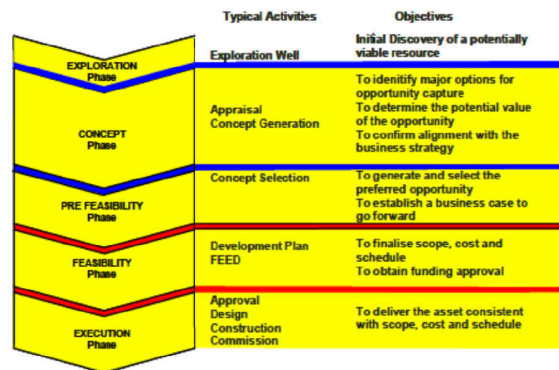 Typical Activities
Objectives
EXPLORATION
Phase
Exploration Well
Initial Discovery of a potentially
viable resource
CONCEPT
Phase
Appraisal
Concept Generation
To idenitify major options for
opportunity capture
To determine the potential value
of the opportunity
To confirm alignment with the
business strategy
PRE FEASIBILITY
Phase
Concept Selection
To generate and select the
preferred opportunity
To establish a business case to
go forward
FEASIBILITY
Phase
Development Plan
FEED
To finalise scope, cost and
schedule
To obtain funding approval
EXECUTION
Phase
Approval
Design
Construction
Commission
To deliver the asset consistent
with scope, cost and schedule